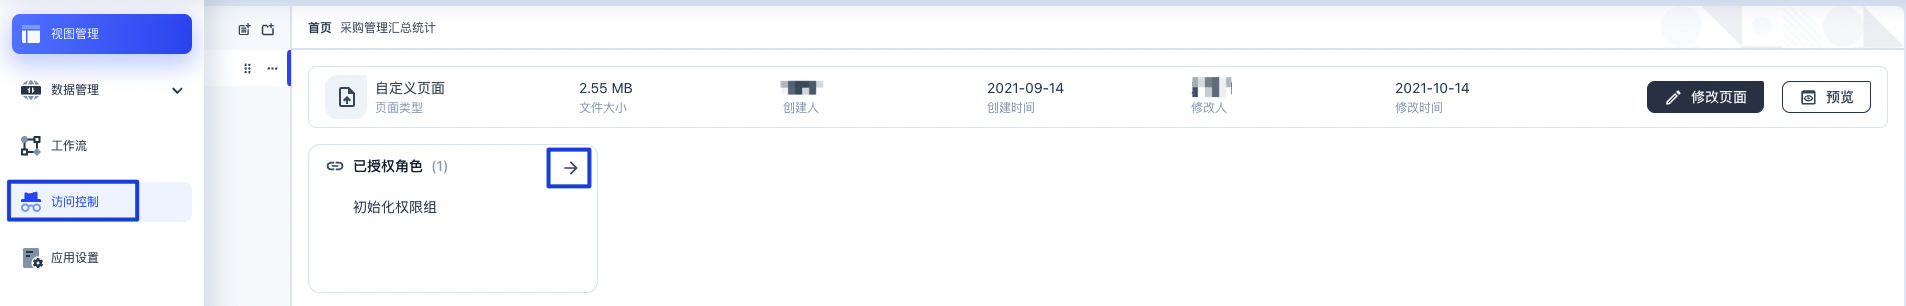 视图管理
数据管理
工作流
访问控制
应用设置
首页 采购管理汇总统计
自定义页面
页面类型
2.55 MB
文件大小
创建人
2021-09-14
创建时间
修改人
2021-10-14
修改时间
修改页面
预览
已授权角色 (1)
初始化权限组